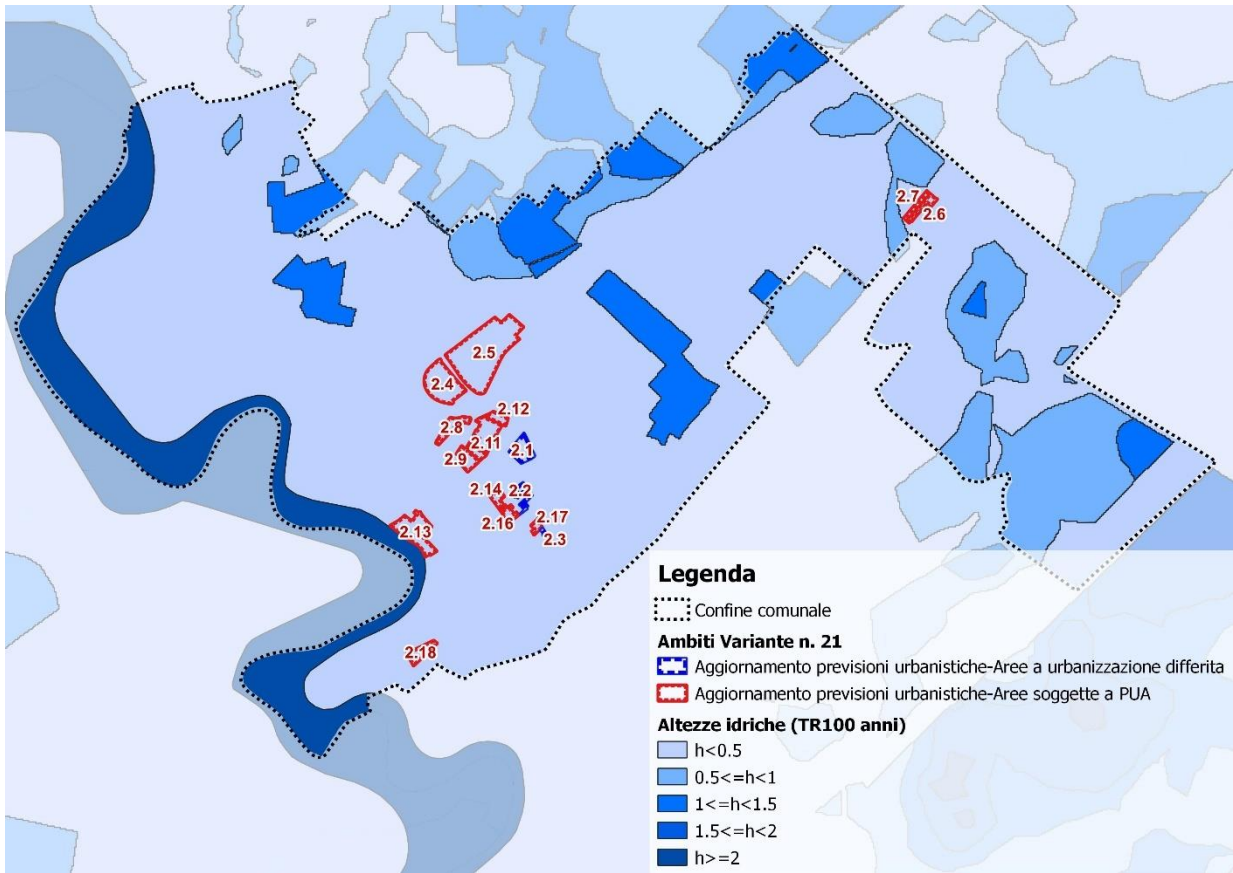 2.7
2.6
2.5
2.4
2.12
2.8
2.11
2.1
2.9
2.14
2.2
2.16
2.17
2.13
2.3
2.18
Legenda
Confine comunale
Ambiti Variante n. 21
Aggiornamento previsioni urbanistiche-Aree a urbanizzazione differita
Aggiornamento previsioni urbanistiche-Aree soggette a PUA
Altezze idriche (TR100 anni)
h<0.5
0.5<=h<1
1<=h<1.5
1.5<=h<2
h>=2